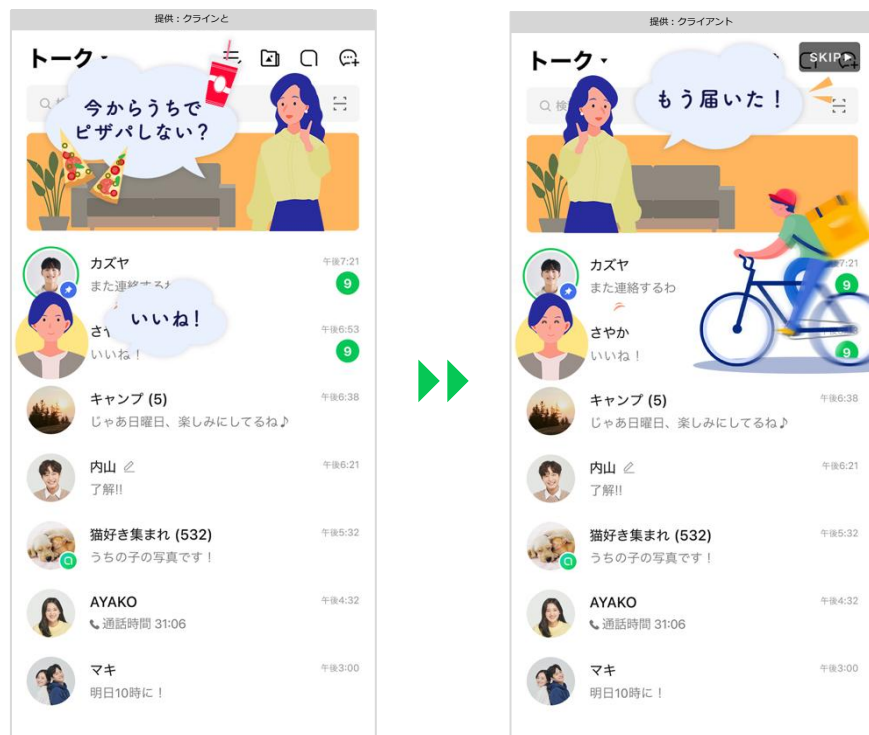 提供：クラインと
トーク
今からうちで
ピザパしない？
カズヤ
午後7:21
また連絡するわ
9
いいね！
さや
午後6:53
いいね！
9
キャンプ (5)
午後6:38
じゃあ日曜日、楽しみにしてるね♪
内山
午後6:21
了解!!
猫好き集まれ (532)
午後5:32
うちの子の写真です！
AYAKO
午後4:32
通話時間 31:06
マキ
午後3:00
明日10時に！
提供：クライアント
トーク
SKIP
検
もう届いた！
カズヤ
7:21
また連絡するわ
9
さやか
いいね！
9
キャンプ (5)
午後6:38
じゃあ日曜日、楽しみにしてるね♪
内山
午後6:21
了解!!
猫好き集まれ (532)
午後5:32
うちの子の写真です！
AYAKO
午後4:32
通話時間 31:06
マキ
午後3:00
明日10時に！